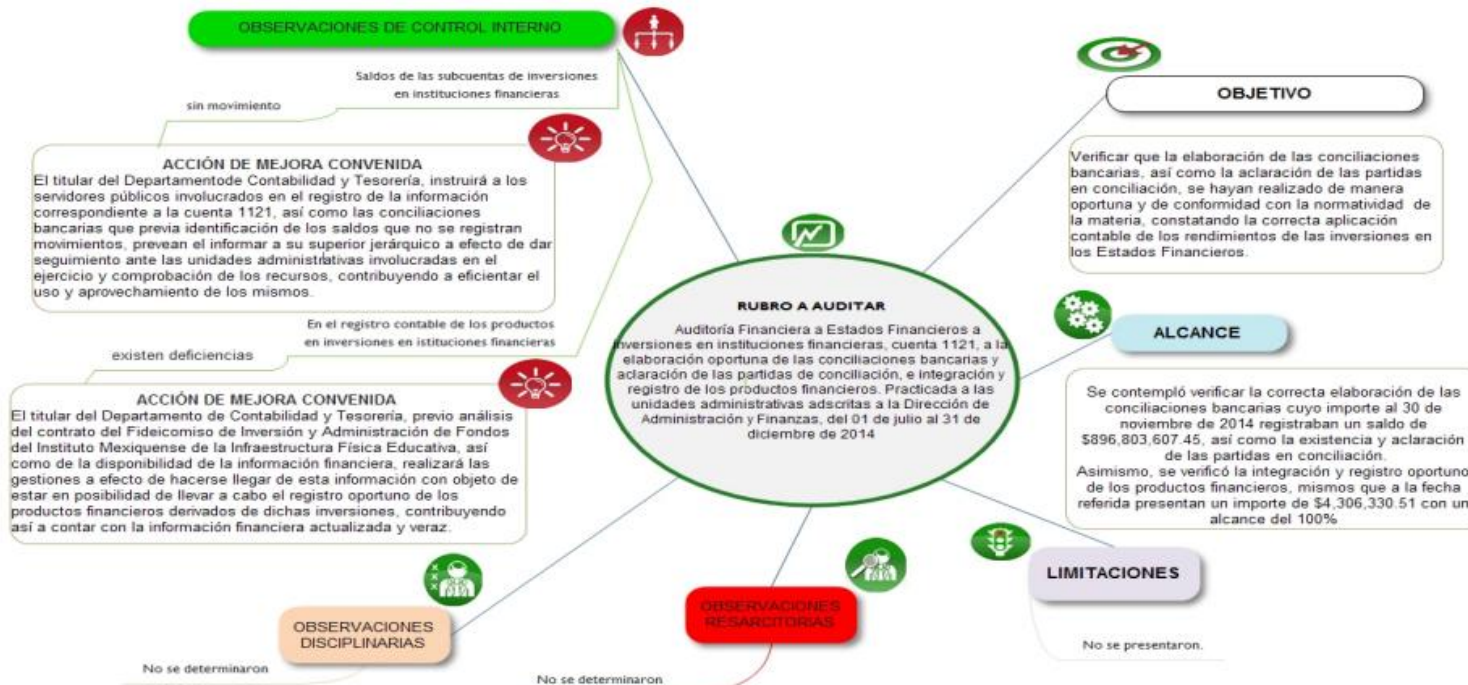 OBSERVACIONES DE CONTROL INTERNO
Saldos de las subcuentas de inversiones
en instituciones financieras
sin movimiento
ACCIÓN DE MEJORA CONVENIDA
El titular del Departamentode Contabilidad y Tesorería, instruirá a los
servidores públicos involucrados en el registro de la información
correspondiente a la cuenta 1121, así como las conciliaciones
bancarias que previa identificación de los saldos que no se registran
movimientos, prevean el informar a su superior jerárquico a efecto de dar
seguimiento ante las unidades administrativas involucradas en el
ejercicio y comprobación de los recursos, contribuyendo a eficientar el
uso y aprovechamiento de los mismos.
En el registro contable de los productos
en inversiones en istituciones financieras
existen deficiencias
ACCIÓN DE MEJORA CONVENIDA
El titular del Departamento de Contabilidad y Tesorería, previo análisis
del contrato del Fideicomiso de Inversión y Administración de Fondos
del Instituto Mexiquense de la Infraestructura Física Educativa, así
como de la disponibilidad de la información financiera, realizará las
gestiones a efecto de hacerse llegar de esta información con objeto de
estar en posibilidad de llevar a cabo el registro oportuno de los
productos financieros derivados de dichas inversiones, contribuyendo
así a contar con la información financiera actualizada y veraz.
OBSERVACIONES
DISCIPLINARIAS
No se determinaron
RUBRO A AUDITAR
Auditoría Financiera a Estados Financieros a
inversiones en instituciones financieras, cuenta 1121, a la
elaboración oportuna de las conciliaciones bancarias y
aclaración de las partidas de conciliación, e integración y
registro de los productos financieros. Practicada a las
unidades administrativas adscritas a la Dirección de
Administración y Finanzas, del 01 de julio al 31 de
diciembre de 2014
OBSERVACIONES
RESARCITORIAS
No se determinaron
OBJETIVO
Verificar que la elaboración de las conciliaciones
bancarias, así como la aclaración de las partidas
en conciliación, se hayan realizado de manera
oportuna y de conformidad con la normatividad de
la materia, constatando la correcta aplicación
contable de los rendimientos de las inversiones en
los Estados Financieros.
ALCANCE
Se contempló verificar la correcta elaboración de las
conciliaciones bancarias cuyo importe al 30 de
noviembre de 2014 registraban un saldo de
$896,803,607.45, así como la existencia y aclaración
de las partidas en conciliación.
Asimismo, se verificó la integración y registro oportuno
de los productos financieros, mismos que a la fecha
referida presentan un importe de $4,306,330.51 con un
alcance del 100%
LIMITACIONES
No se presentaron.